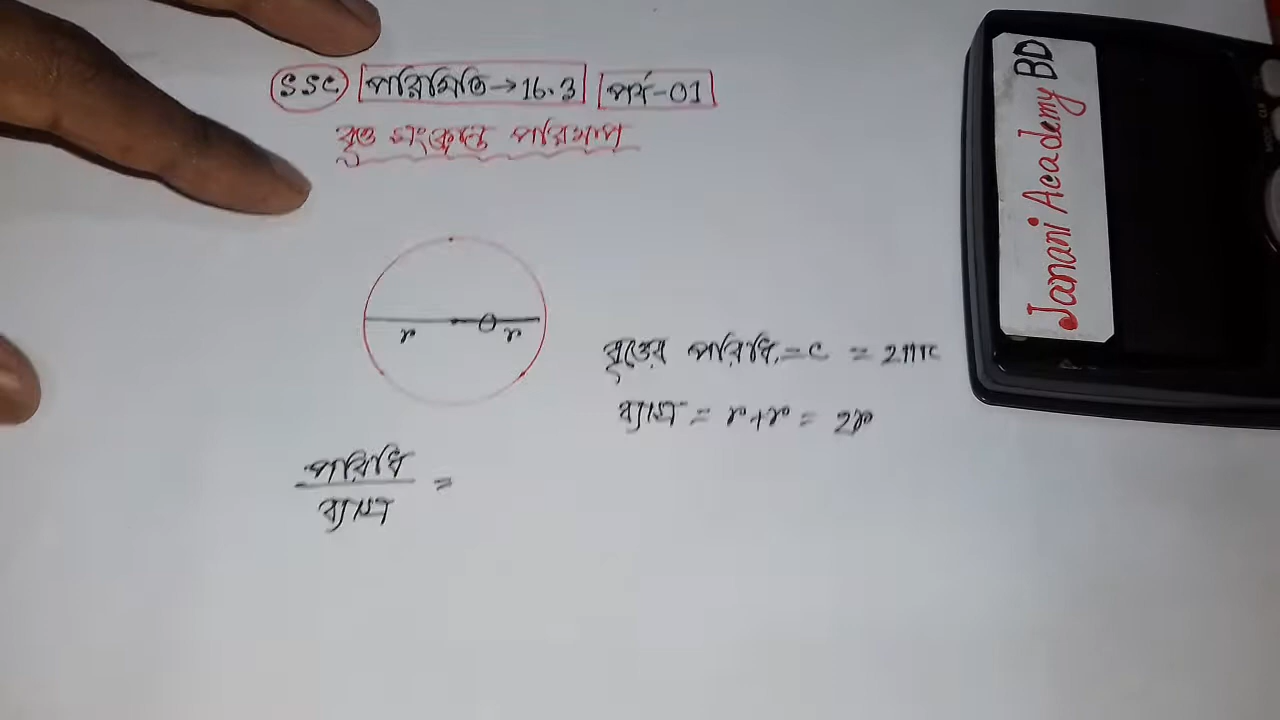 SSC পরিমিতি→16.3 পর্ব-01
বৃত্ত সংক্রান্ত পরিমাপ
r r
বৃত্তের পরিধি = c = 2πr
ব্যাস = r+r = 2r
পরিধি
ব্যাস =
Janani Academy BD